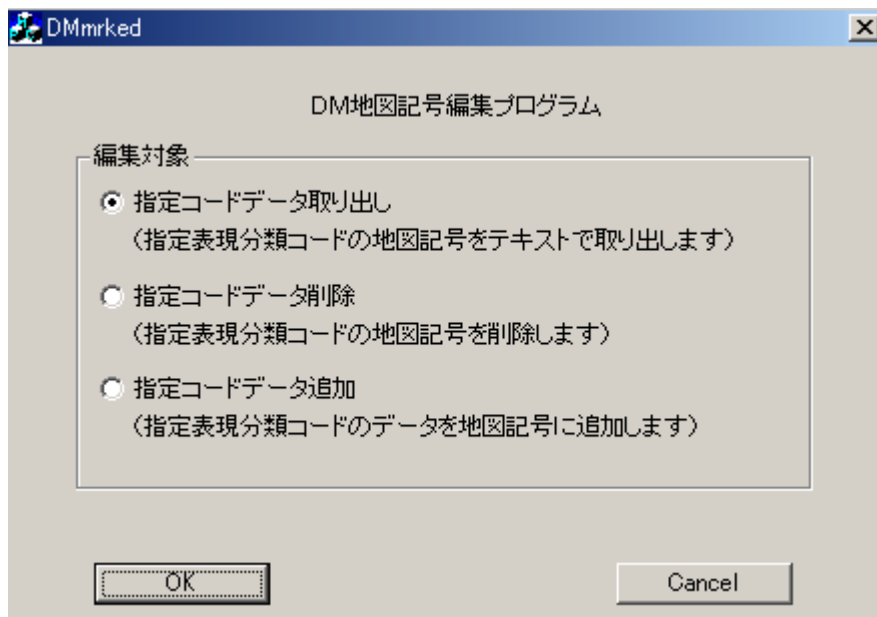 DMmrked
DM地図記号編集プログラム
編集対象
指定コードデータ取り出し
（指定表現分類コードの地図記号をテキストで取り出します）
指定コードデータ削除
（指定表現分類コードの地図記号を削除します）
指定コードデータ追加
（指定表現分類コードのデータを地図記号に追加します）
OK
Cancel